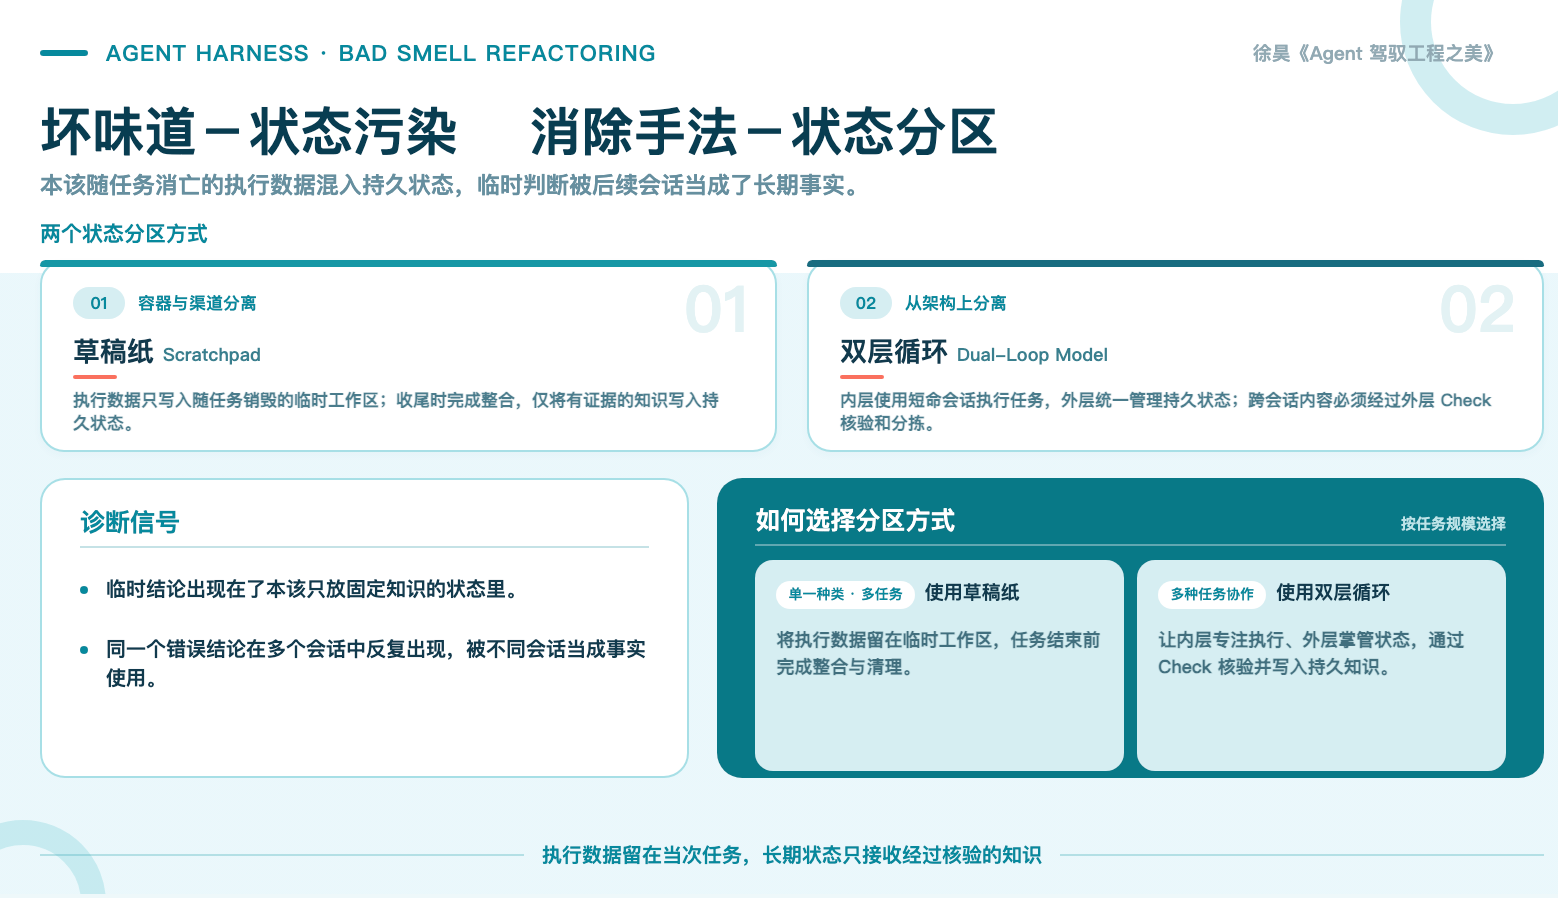 AGENT HARNESS · BAD SMELL REFACTORING
徐昊《Agent 驾驭工程之美》
坏味道－状态污染　消除手法－状态分区
本该随任务消亡的执行数据混入持久状态，临时判断被后续会话当成了长期事实。
两个状态分区方式
01 容器与渠道分离
01
草稿纸 Scratchpad
执行数据只写入随任务销毁的临时工作区；收尾时完成整合，仅将有证据的知识写入持
久状态。
02 从架构上分离
02
双层循环 Dual–Loop Model
内层使用短命会话执行任务，外层统一管理持久状态；跨会话内容必须经过外层 Check
核验和分拣。
诊断信号
• 临时结论出现在了本该只放固定知识的状态里。
• 同一个错误结论在多个会话中反复出现，被不同会话当成事实
使用。
如何选择分区方式
按任务规模选择
单一种类 · 多任务 使用草稿纸
将执行数据留在临时工作区，任务结束前
完成整合与清理。
多种任务协作 使用双层循环
让内层专注执行、外层掌管状态，通过
Check 核验并写入持久知识。
执行数据留在当次任务，长期状态只接收经过核验的知识